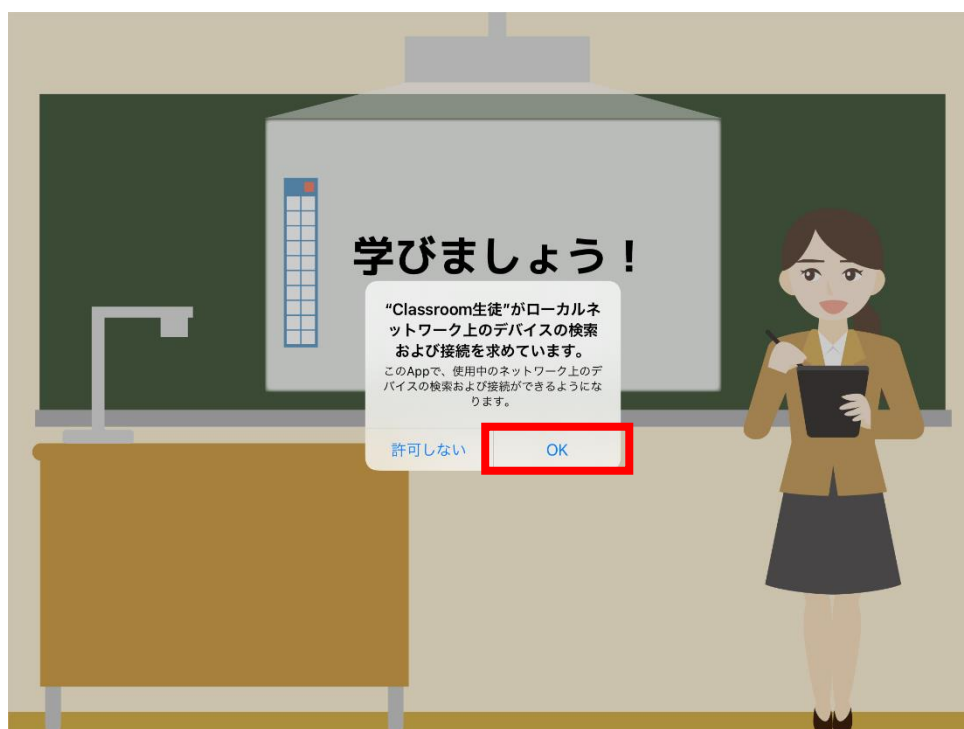 学びましょう!
“Classroom生徒”がローカルネ
ットワーク上のデバイスの検索
および接続を求めています。
このAppで、使用中のネットワーク上のデ
バイスの検索および接続ができるようにな
ります。
許可しない
OK